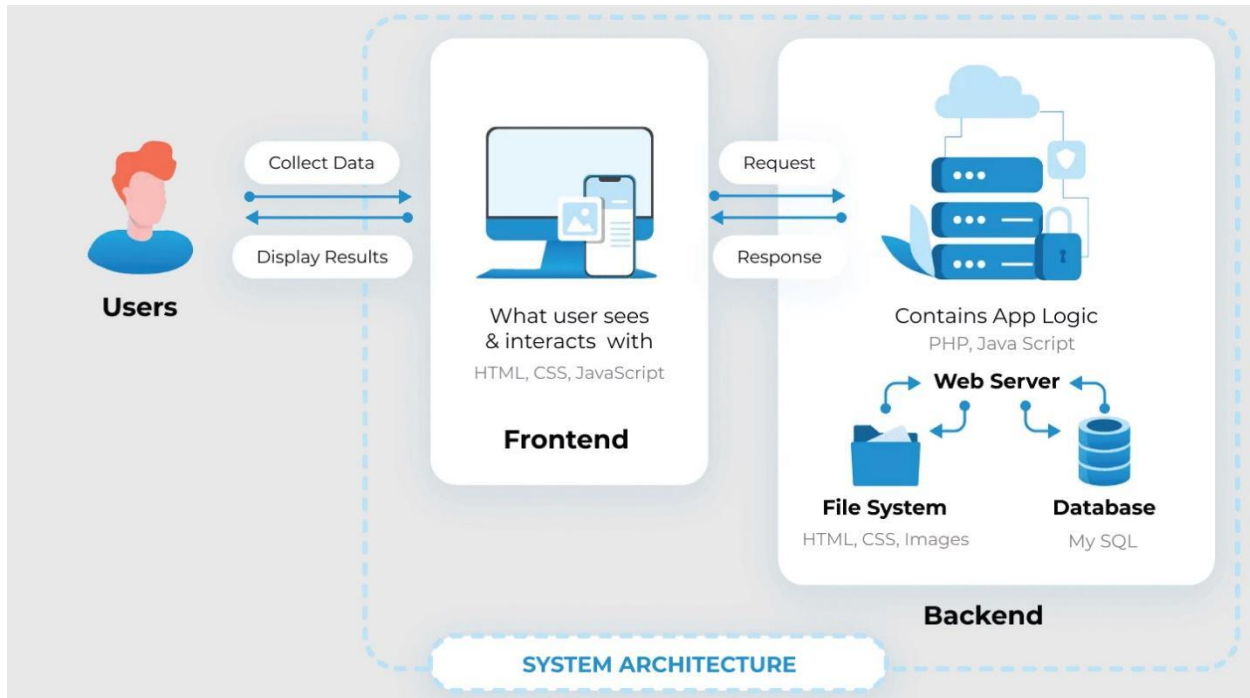 Users
Collect Data
Display Results
What user sees
& interacts with
HTML, CSS, JavaScript
Frontend
Request
Response
Contains App Logic
PHP, Java Script
Web Server
File System
HTML, CSS, Images
Database
My SQL
Backend
SYSTEM ARCHITECTURE